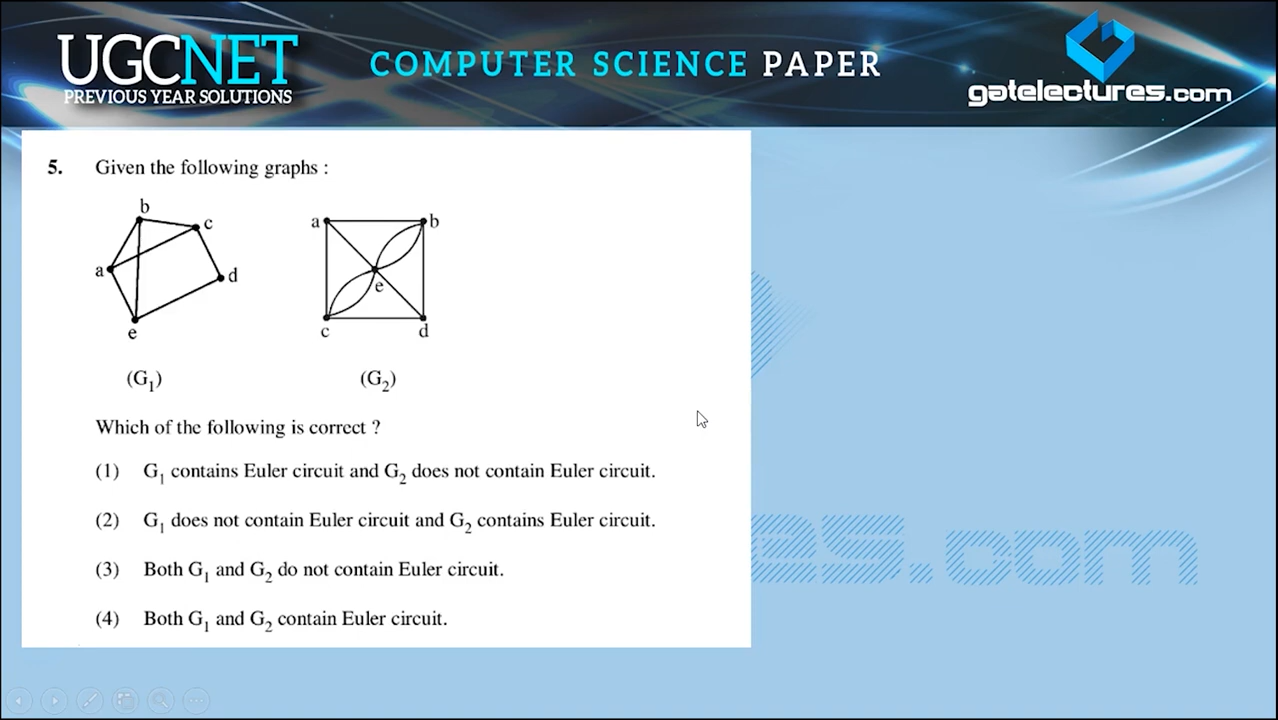 UGCNET
PREVIOUS YEAR SOLUTIONS
COMPUTER SCIENCE PAPER
gatelectures.com
5. Given the following graphs :
b
c
a
d
e
(G₁)
a
b
e
c
d
(G₂)
Which of the following is correct ?
(1) G₁ contains Euler circuit and G₂ does not contain Euler circuit.
(2) G₁ does not contain Euler circuit and G₂ contains Euler circuit.
(3) Both G₁ and G₂ do not contain Euler circuit.
(4) Both G₁ and G₂ contain Euler circuit.
es.com